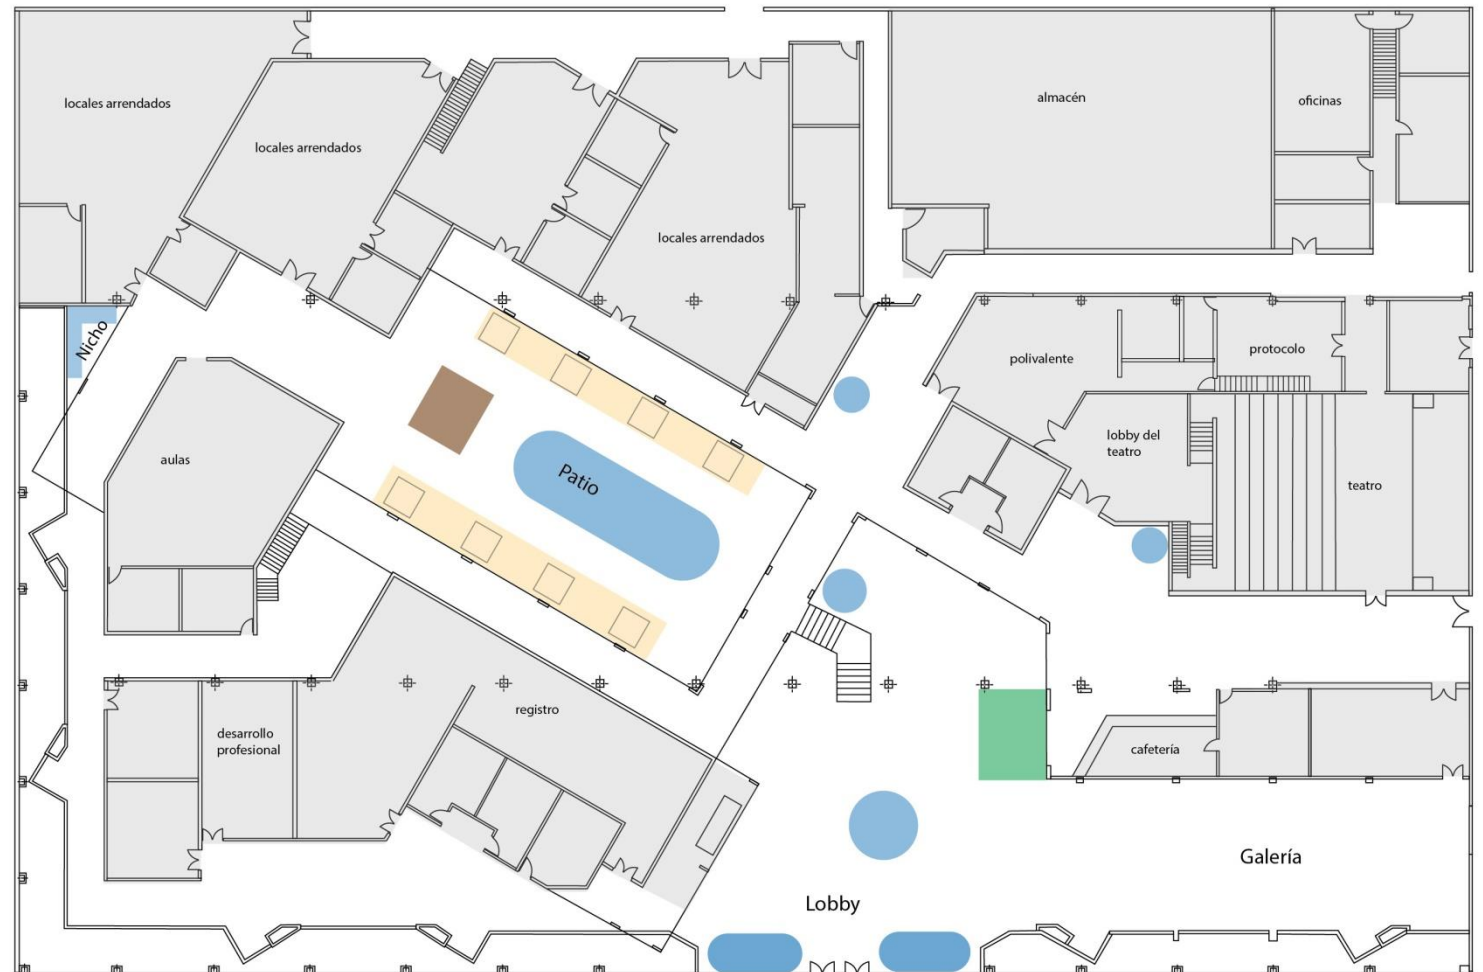 locales arrendados
locales arrendados
locales arrendados
almacén
oficinas
Nicho
polivalente
protocolo
aulas
Patio
lobby del
teatro
teatro
desarrollo
profesional
registro
cafetería
Galería
Lobby